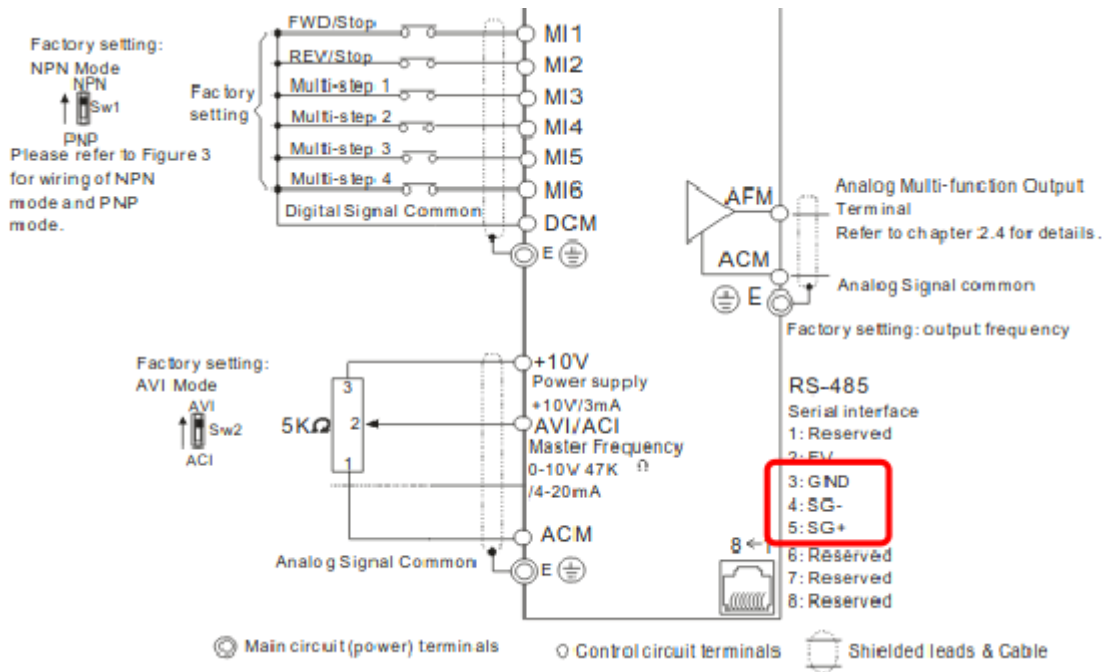 Factory setting:
NPN Mode
NPN
Sw1
PNP
Please refer to Figure 3
for wiring of NPN
mode and PNP
mode.
Factory
setting
FWD/Stop
REV/Stop
Multi-step 1
Multi-step 2
Multi-step 3
Multi-step 4
Digital Signal Common
MI1
MI2
MI3
MI4
MI5
MI6
DCM
E
AFM
ACM
E
Analog Multi-function Output
Terminal
Refer to chapter 2.4 for details.
Analog Signal common
Factory setting: output frequency
Factory setting:
AVI Mode
AVI
Sw2
ACI
5KΩ
3
2
1
+10V
Power supply
+10V/3mA
AVI/ACI
Master Frequency
0-10V 47K Ω
/4-20mA
ACM
Analog Signal Common
E
RS-485
Serial interface
1: Reserved
2: EV
3: GND
4: SG-
5: SG+
6: Reserved
7: Reserved
8: Reserved
8←1
Main circuit (power) terminals
Control circuit terminals
Shielded leads & Cable